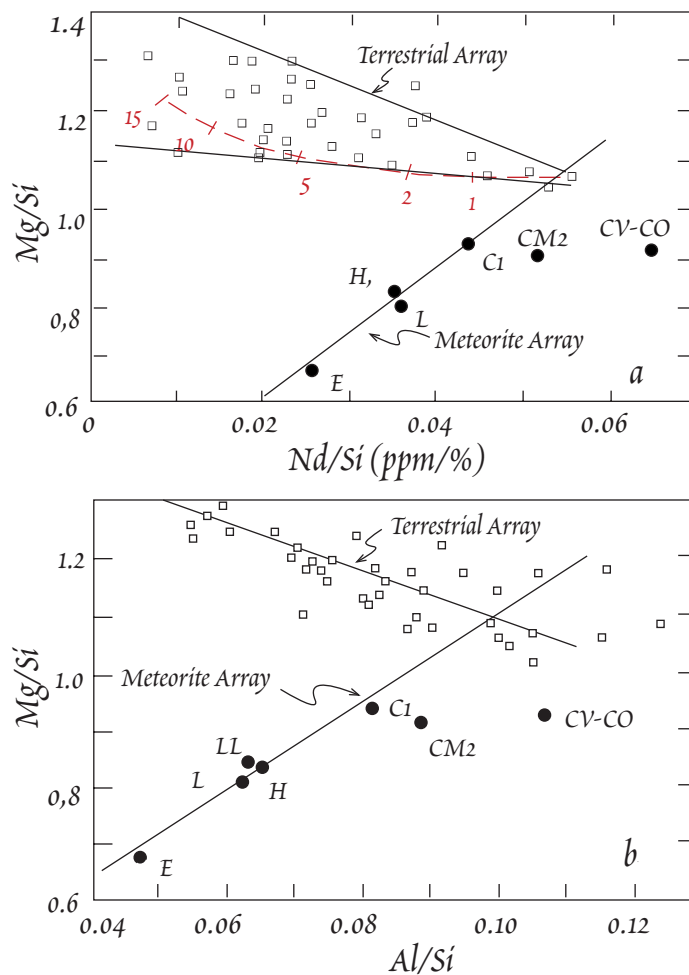 1.4
Terrestrial Array
1.2
15
10
5
2
1
Mg/Si
1.0
CV-CO
CM2
C1
H,
0,8
L
Meteorite Array
E
a
0.6
0 0.02 0.04 0.06
Nd/Si (ppm/%)
Terrestrial Array
1.2
Mg/Si
1.0
Meteorite Array
C1
CM2
CV-CO
LL
L
H
0,8
E
b
0.6
0.04 0.06 0.08 0.10 0.12
Al/Si